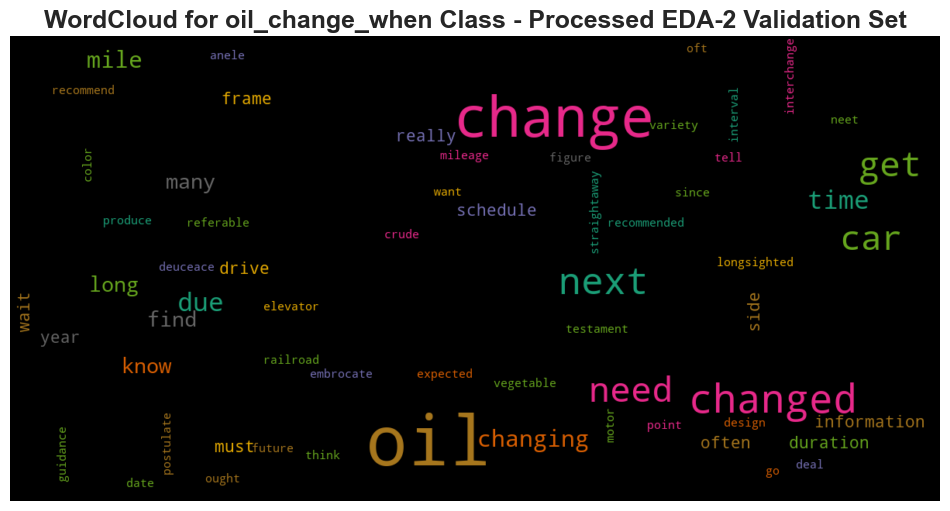 WordCloud for oil_change_when Class - Processed EDA-2 Validation Set
oft
interchange
mile
anele
recommend
frame
change
interval
neet
variety
really
color
mileage
figure
tell
get
many
want
straightaway
since
time
schedule
produce
referable
recommended
crude
car
deuceace
drive
longsighted
long
next
due
elevator
wait
side
find
testament
year
railroad
know
embrocate
expected
vegetable
need
changed
oil
motor
point
design
information
guidance
postulate
must
future
think
changing
often
duration
date
ought
go
deal